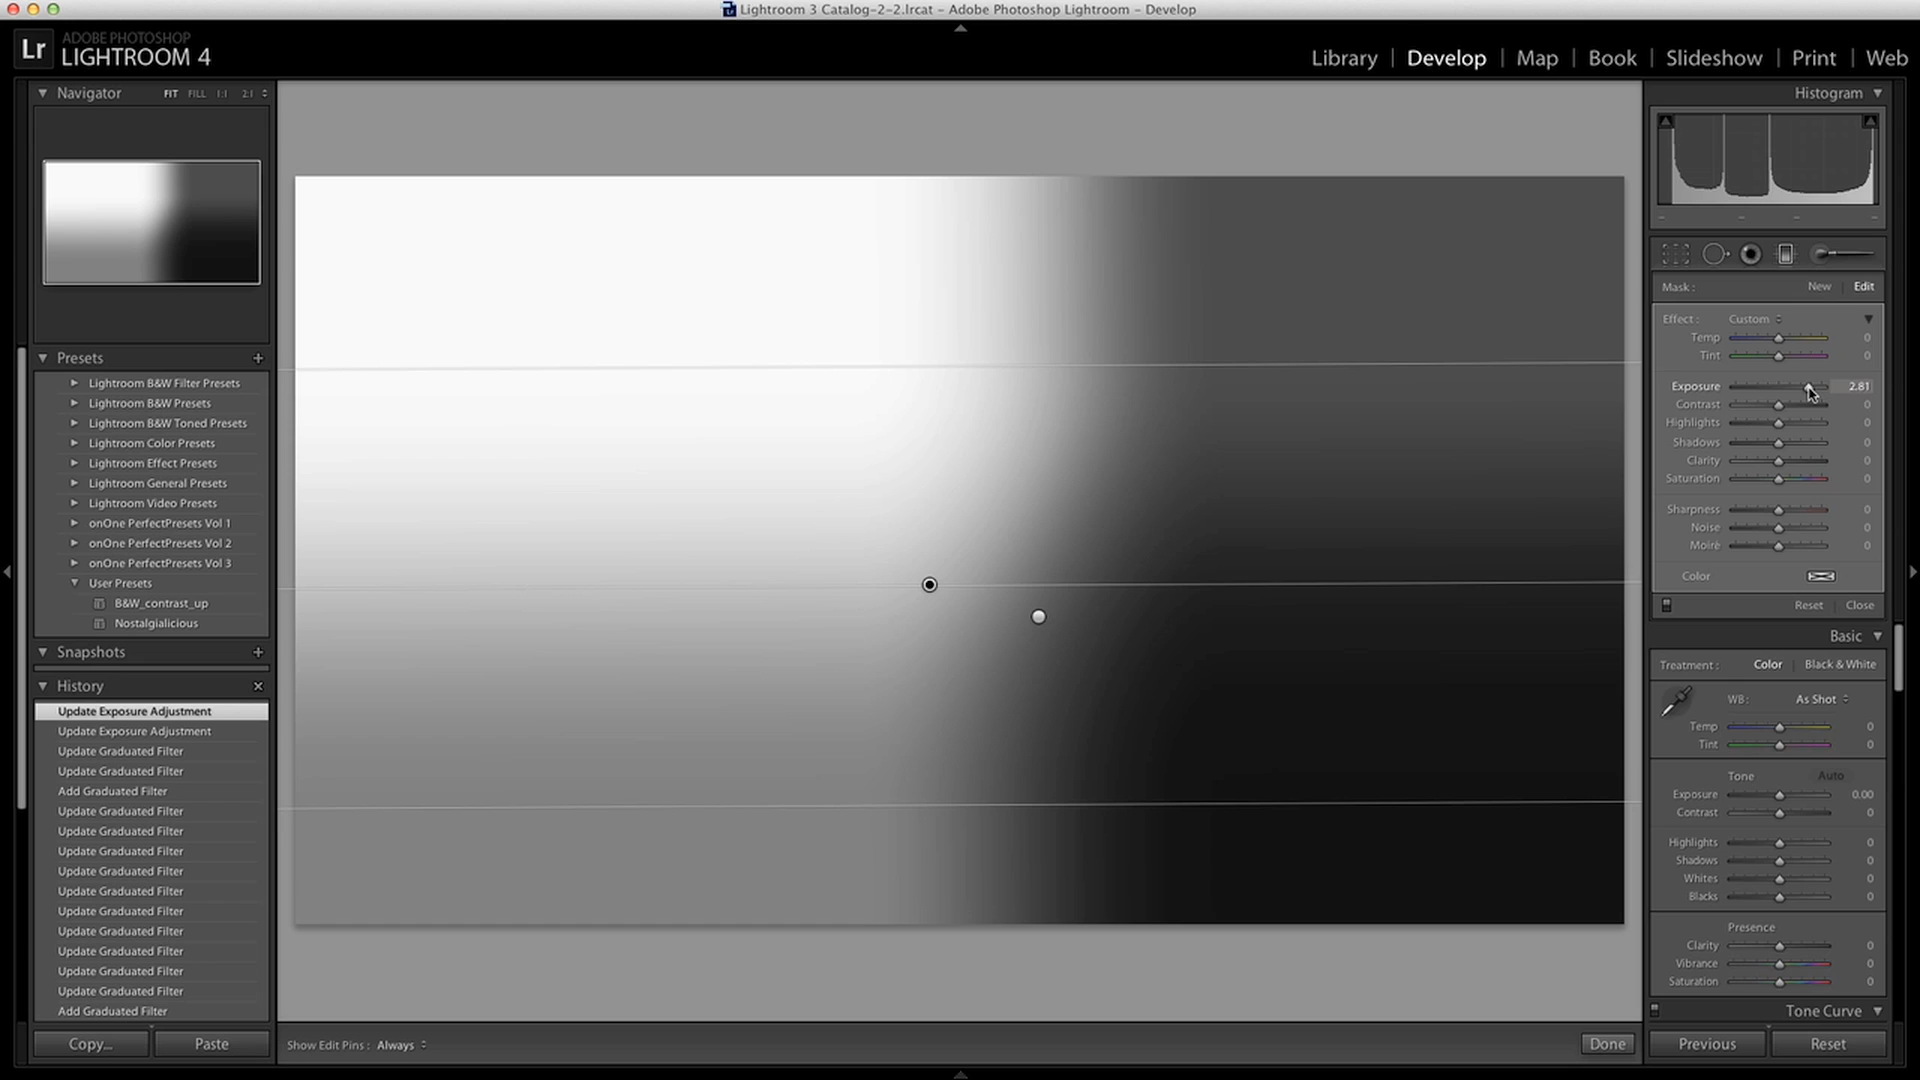 Lightroom 3 Catalog-2-2.lrcat - Adobe Photoshop Lightroom - Develop
Lr ADOBE PHOTOSHOP
LIGHTROOM 4
Library | Develop | Map | Book | Slideshow | Print | Web
Navigator FIT FILL 1:1 2:1
Presets +
Lightroom B&W Filter Presets
Lightroom B&W Presets
Lightroom B&W Toned Presets
Lightroom Color Presets
Lightroom Effect Presets
Lightroom General Presets
Lightroom Video Presets
onOne PerfectPresets Vol 1
onOne PerfectPresets Vol 2
onOne PerfectPresets Vol 3
User Presets
B&W_contrast_up
Nostalgialicious
Snapshots +
History ×
Update Exposure Adjustment
Update Exposure Adjustment
Update Graduated Filter
Update Graduated Filter
Add Graduated Filter
Update Graduated Filter
Update Graduated Filter
Update Graduated Filter
Update Graduated Filter
Update Graduated Filter
Update Graduated Filter
Update Graduated Filter
Update Graduated Filter
Update Graduated Filter
Update Graduated Filter
Add Graduated Filter
Copy... Paste
Show Edit Pins : Always
Done
Histogram
Mask : New | Edit
Effect : Custom
Temp 0
Tint 0
Exposure 2.81
Contrast 0
Highlights 0
Shadows 0
Clarity 0
Saturation 0
Sharpness 0
Noise 0
Moiré 0
Color
Reset | Close
Basic
Treatment : Color | Black & White
WB : As Shot
Temp 0
Tint 0
Tone Auto
Exposure 0.00
Contrast 0
Highlights 0
Shadows 0
Whites 0
Blacks 0
Presence
Clarity 0
Vibrance 0
Saturation 0
Tone Curve
Previous Reset